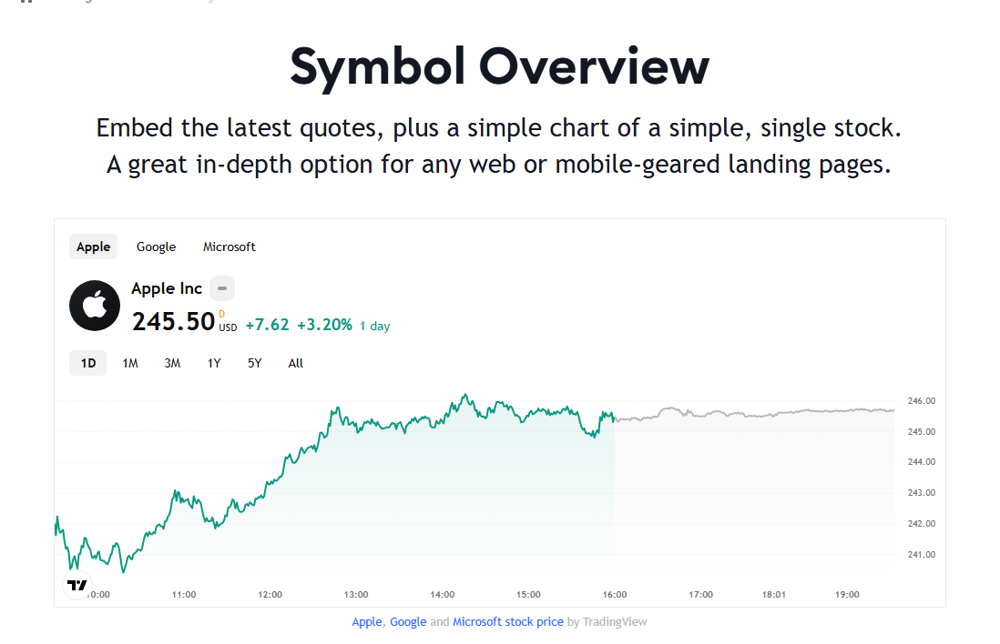 Symbol Overview
Embed the latest quotes, plus a simple chart of a simple, single stock.
A great in-depth option for any web or mobile-geared landing pages.
Apple Google Microsoft
Apple Inc
245.50 D USD +7.62 +3.20% 1 day
1D 1M 3M 1Y 5Y All
246.00
245.00
244.00
243.00
242.00
241.00
0:00 11:00 12:00 13:00 14:00 15:00 16:00 17:00 18:01 19:00
Apple, Google and Microsoft stock price by TradingView